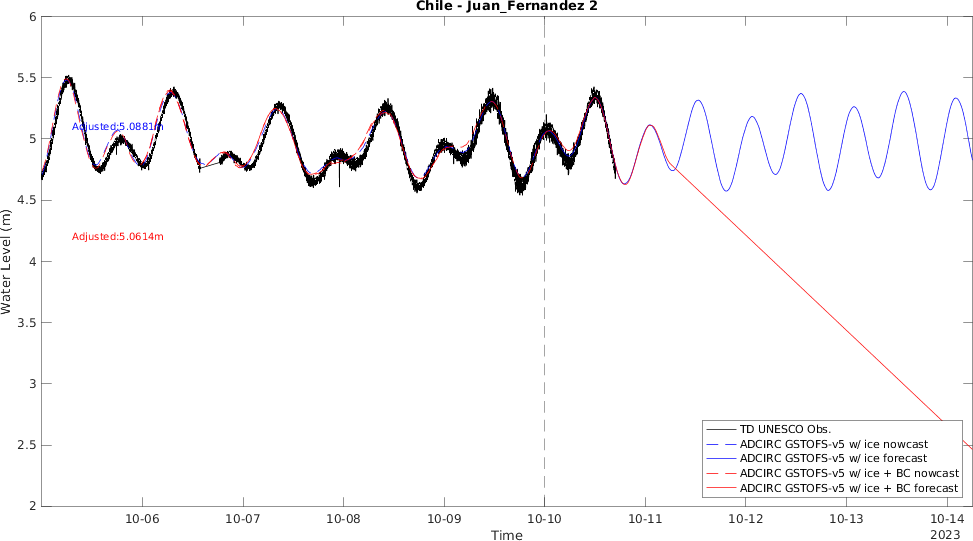 Chile - Juan_Fernandez 2
6
5.5
5
4.5
4
3.5
3
2.5
2
Water Level (m)
Adjusted:5.0881m
Adjusted:5.0614m
TD UNESCO Obs.
ADCIRC GSTOFS-v5 w/ ice nowcast
ADCIRC GSTOFS-v5 w/ ice forecast
ADCIRC GSTOFS-v5 w/ ice + BC nowcast
ADCIRC GSTOFS-v5 w/ ice + BC forecast
10-06 10-07 10-08 10-09 10-10 10-11 10-12 10-13 10-14
Time
2023